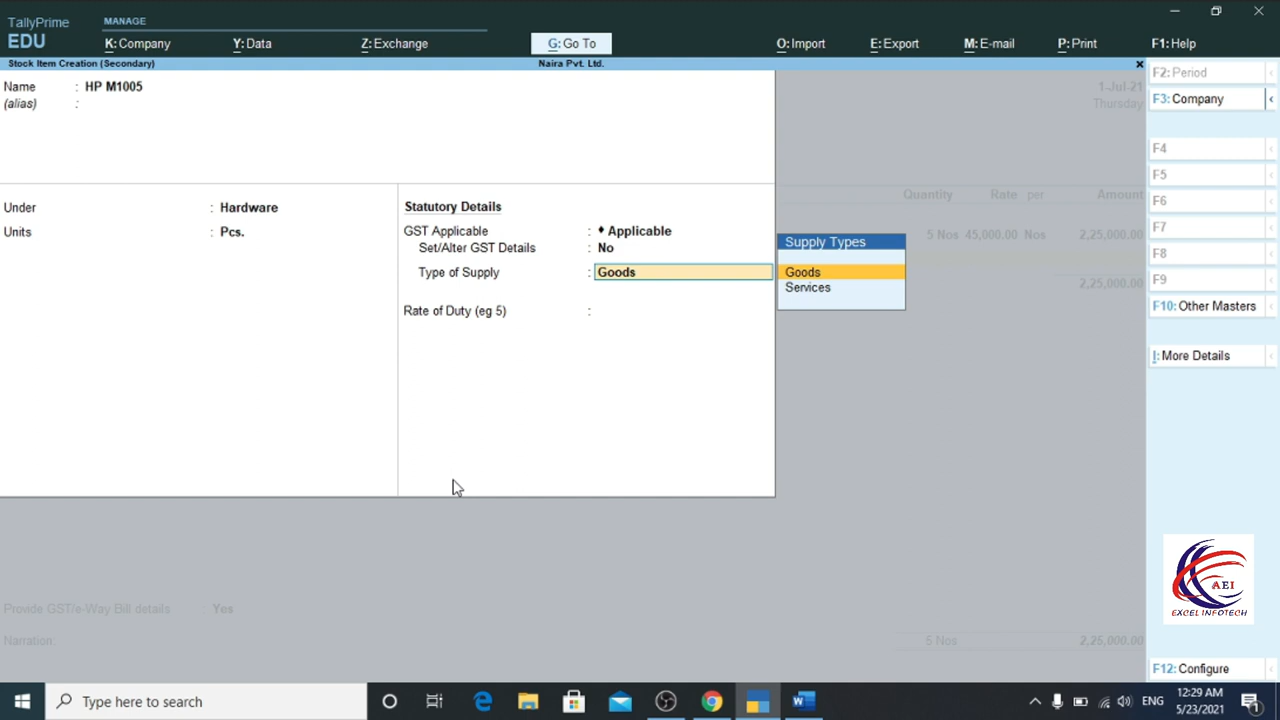 TallyPrime
EDU
MANAGE
K: Company
Y: Data
Z: Exchange
G: Go To
O: Import
E: Export
M: E-mail
P: Print
F1: Help
Stock Item Creation (Secondary)
Naira Pvt. Ltd.
Name : HP M1005
(alias) :
1-Jul-21
Thursday
Under : Hardware
Units : Pcs.
Statutory Details
GST Applicable : ♦ Applicable
Set/Alter GST Details : No
Type of Supply : Goods
Rate of Duty (eg 5) :
Supply Types
Goods
Services
Quantity Rate per Amount
5 Nos 45,000.00 Nos 2,25,000.00
2,25,000.00
Provide GST/e-Way Bill details : Yes
Narration:
5 Nos 2,25,000.00
F2: Period
F3: Company
F4
F5
F6
F7
F8
F9
F10: Other Masters
I: More Details
AEI
EXCEL INFOTECH
F12: Configure
Type here to search
ENG
12:29 AM
5/23/2021
1